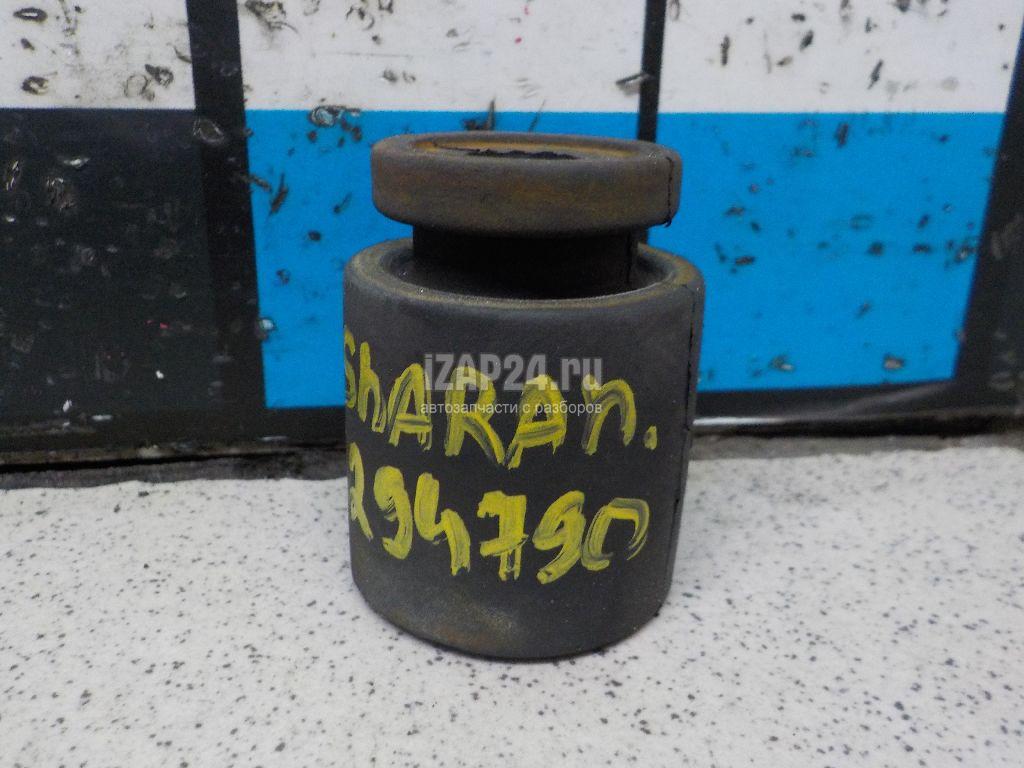 ShARAN.
294790
iZAP24.ru
автозапчасти с разборов